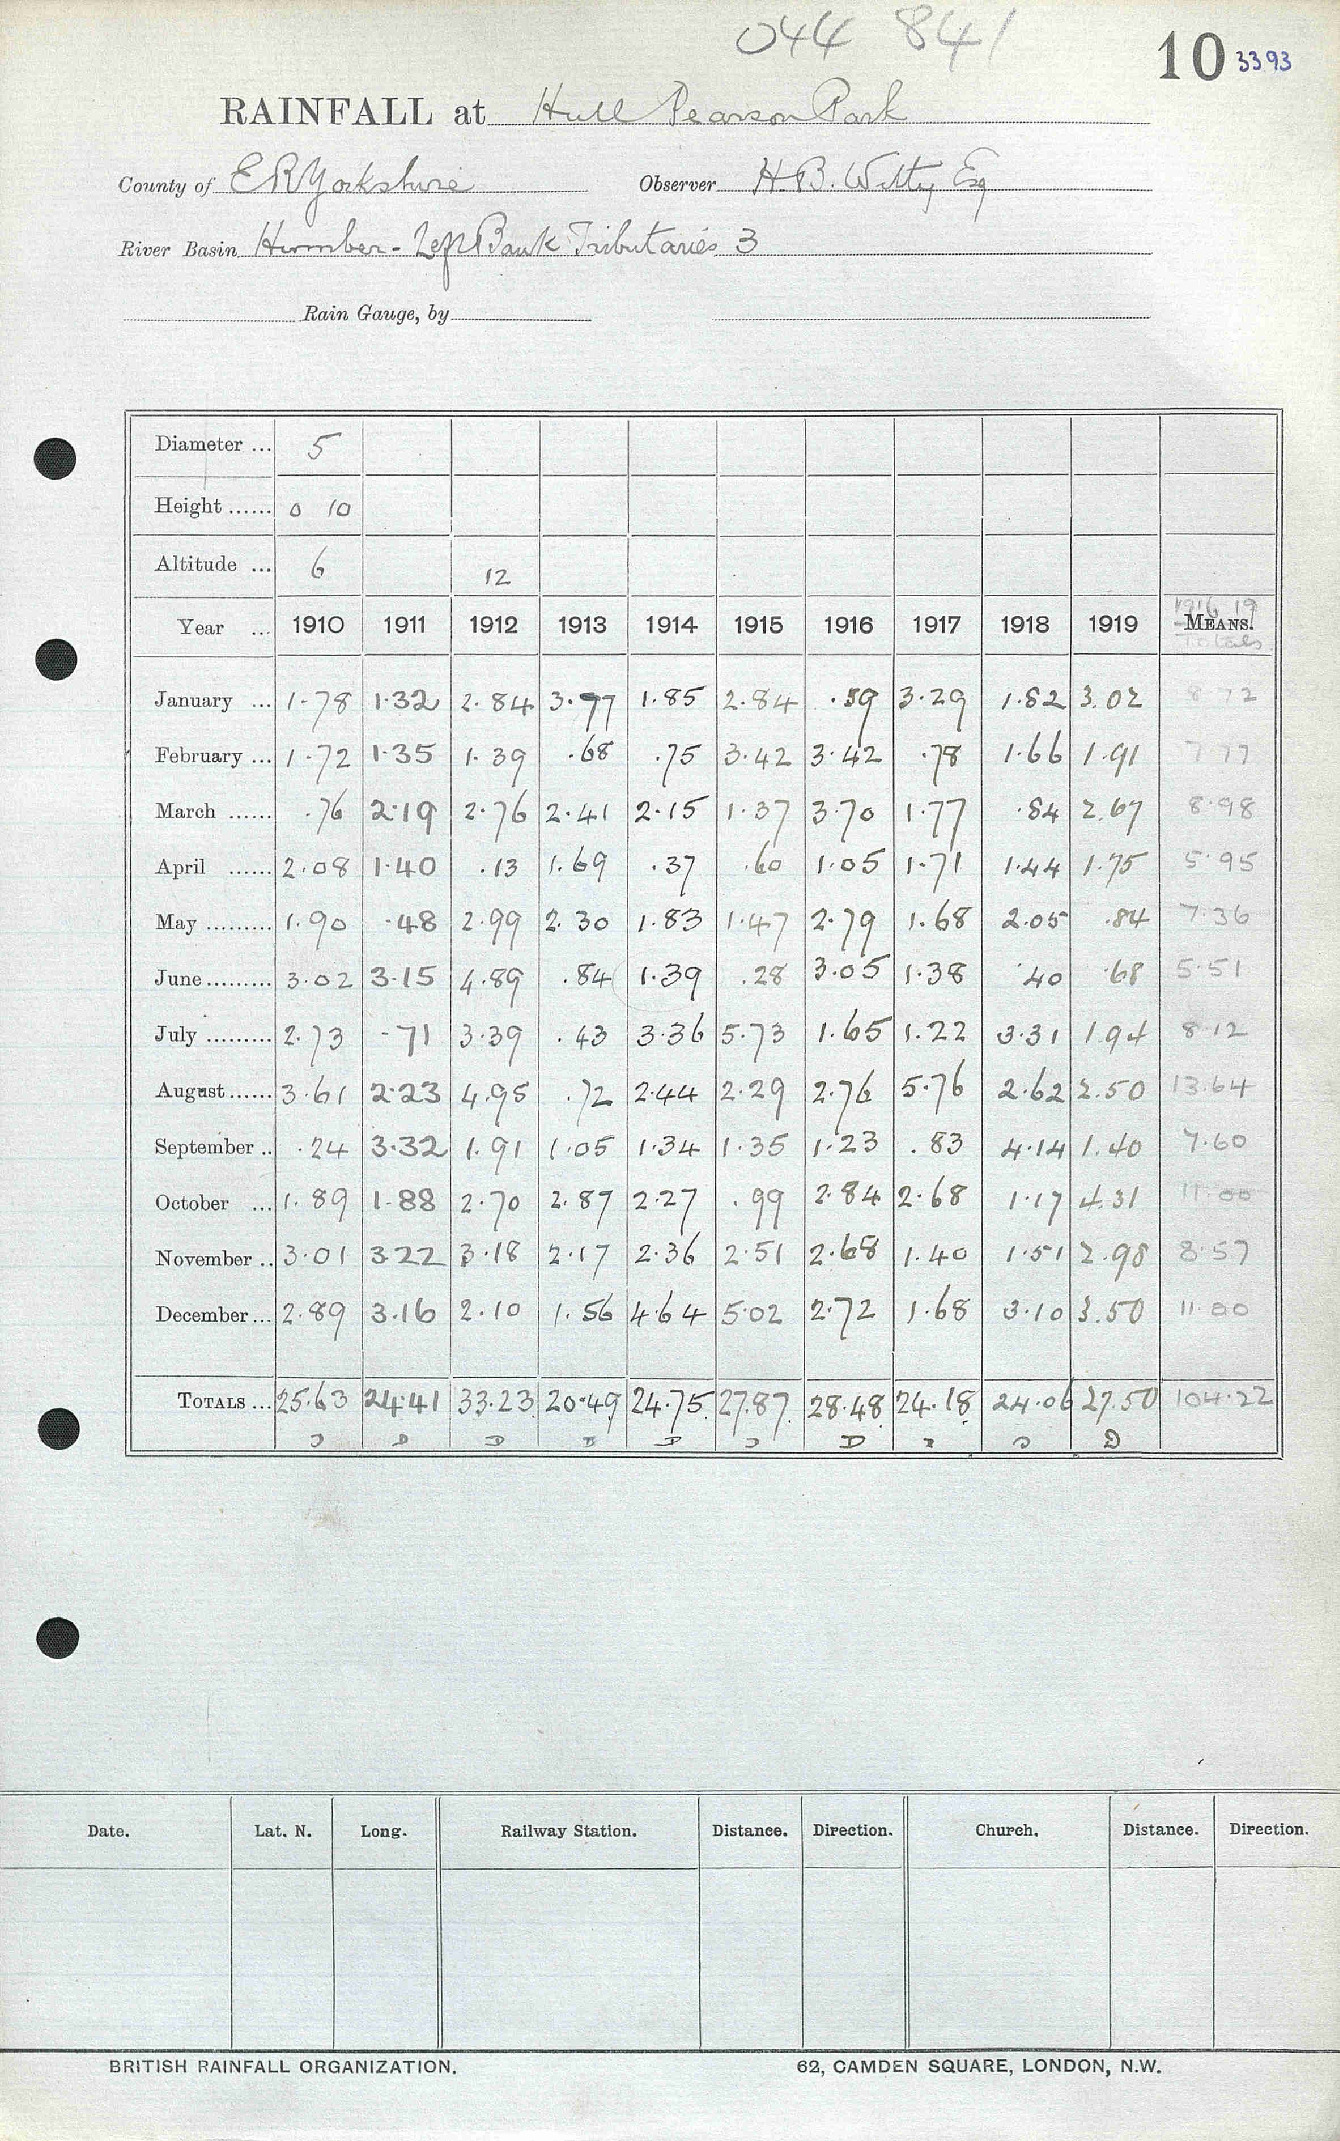 044 841
10 3393
RAINFALL at Hull Pearson Park
County of E R Yorkshire Observer H. B. Witty Esq
River Basin Humber - Left Bank Tributaries 3
Rain Gauge, by
Diameter ... 5
Height ...... 0 10
Altitude ... 6 12
1916 19
Year ... 1910 1911 1912 1913 1914 1915 1916 1917 1918 1919 MEANS.
Totals
January ... 1.78 1.32 2.84 3.77 1.85 2.84 .59 3.29 1.82 3.02 8 72
February ... 1.72 1.35 1.39 .68 .75 3.42 3.42 .78 1.66 1.91 7 77
March ...... .76 2.19 2.76 2.41 2.15 1.37 3.70 1.77 .84 2.67 8.98
April ...... 2.08 1.40 .13 1.69 .37 .60 1.05 1.71 1.44 1.75 5.95
May ......... 1.90 .48 2.99 2.30 1.83 1.47 2.79 1.68 2.05 .84 7.36
June ......... 3.02 3.15 4.89 .84 1.39 .28 3.05 1.38 .40 .68 5.51
July ......... 2.73 .71 3.39 .43 3.36 5.73 1.65 1.22 3.31 1.94 8.12
August ...... 3.61 2.23 4.95 .72 2.44 2.29 2.76 5.76 2.62 2.50 13.64
September .. .24 3.32 1.91 1.05 1.34 1.35 1.23 .83 4.14 1.40 7.60
October ... 1.89 1.88 2.70 2.87 2.27 .99 2.84 2.68 1.17 4.31 11.00
November .. 3.01 3.22 3.18 2.17 2.36 2.51 2.68 1.40 1.51 2.98 8.57
December ... 2.89 3.16 2.10 1.56 4.64 5.02 2.72 1.68 3.10 3.50 11.00
TOTALS ... 25.63 24.41 33.23 20.49 24.75 27.87 28.48 24.18 24.06 27.50 104.22
Date. Lat. N. Long. Railway Station. Distance. Direction. Church. Distance. Direction.
BRITISH RAINFALL ORGANIZATION. 62, CAMDEN SQUARE, LONDON, N.W.